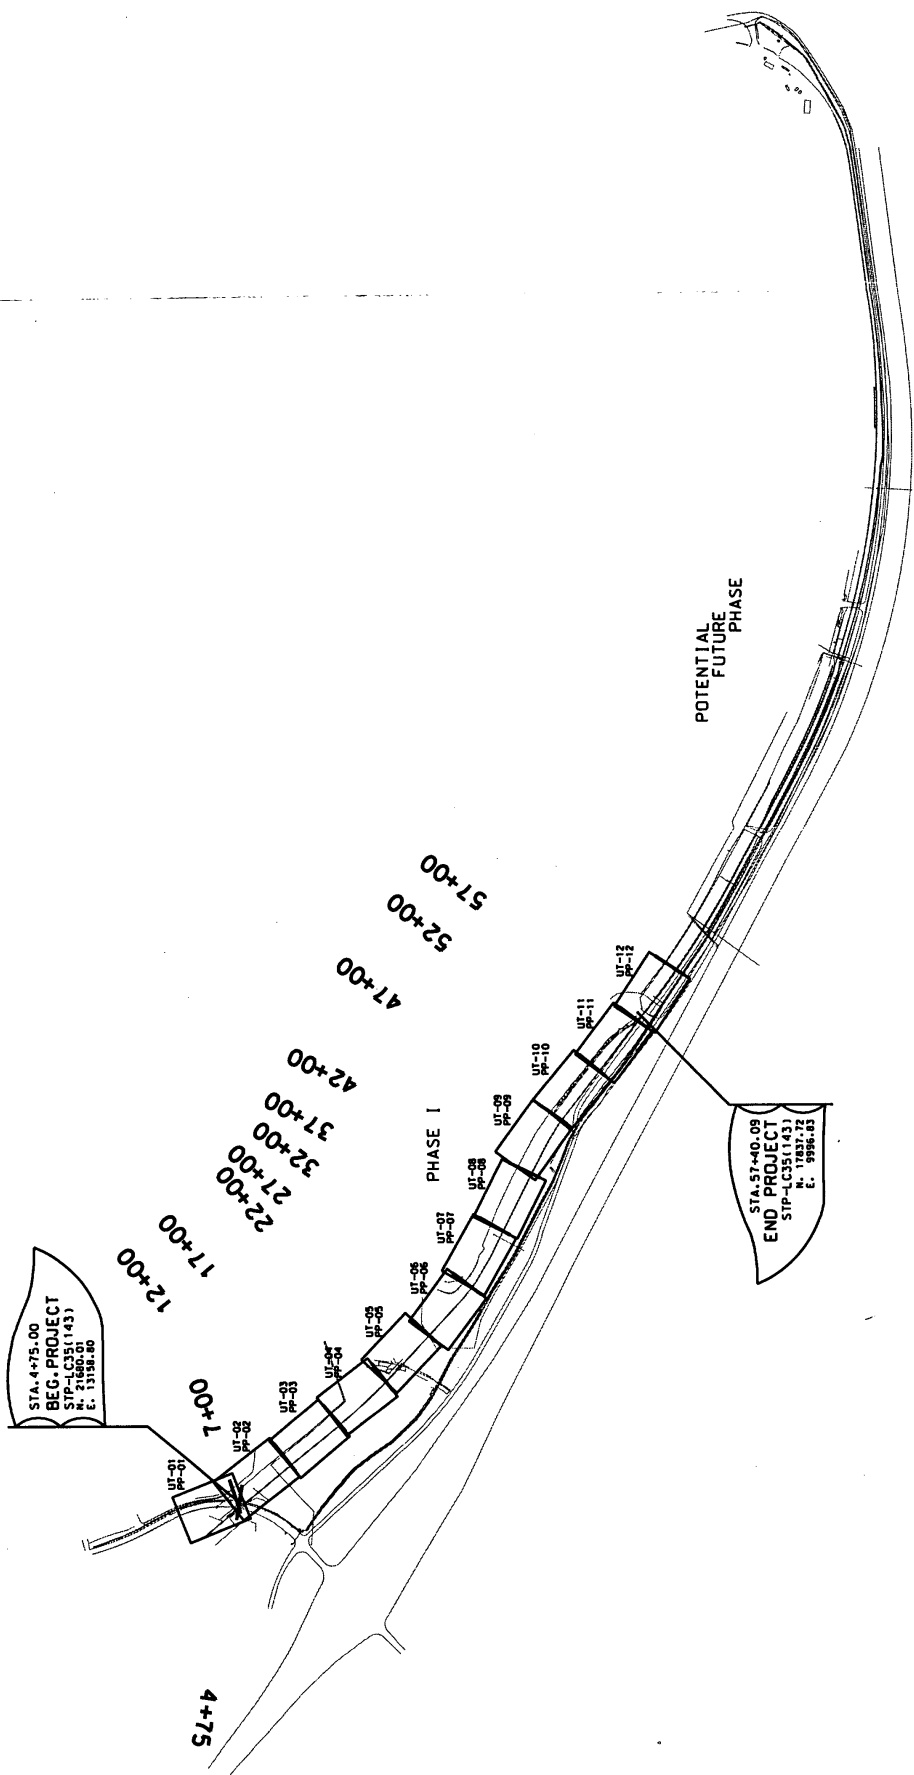 STA. 4+75.00
BEG. PROJECT
STP-LC35(143)
N. 21680.01
E. 13158.80
4+75
7+00
12+00
17+00
22+00
27+00
32+00
37+00
42+00
47+00
52+00
57+00
UT-01
PP-01
UT-02
PP-02
UT-03
PP-03
UT-04
PP-04
UT-05
PP-05
UT-06
PP-06
UT-07
PP-07
UT-08
PP-08
UT-09
PP-09
UT-10
PP-10
UT-11
PP-11
UT-12
PP-12
PHASE I
POTENTIAL
FUTURE
PHASE
STA. 57+40.09
END PROJECT
STP-LC35(143)
N. 17837.72
E. 9996.83